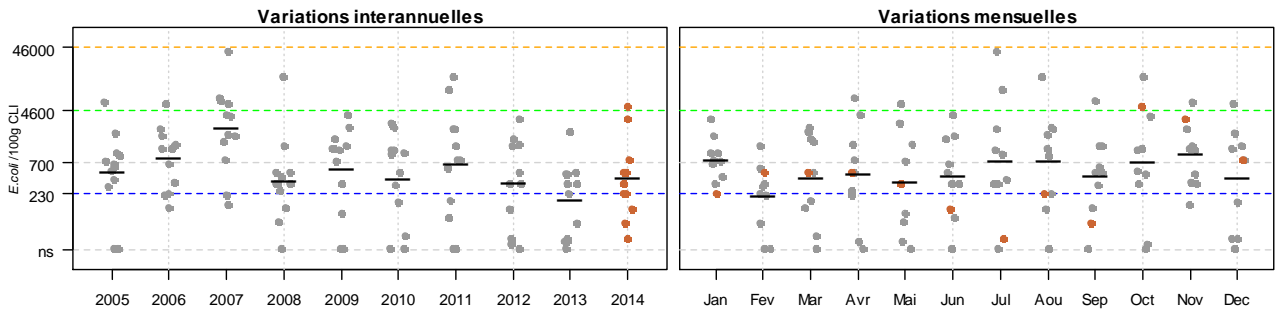 Variations interannuelles
Variations mensuelles
E.coli /100g CLI
46000
4600
700
230
ns
2005 2006 2007 2008 2009 2010 2011 2012 2013 2014
Jan Fev Mar Avr Mai Jun Jul Aou Sep Oct Nov Dec